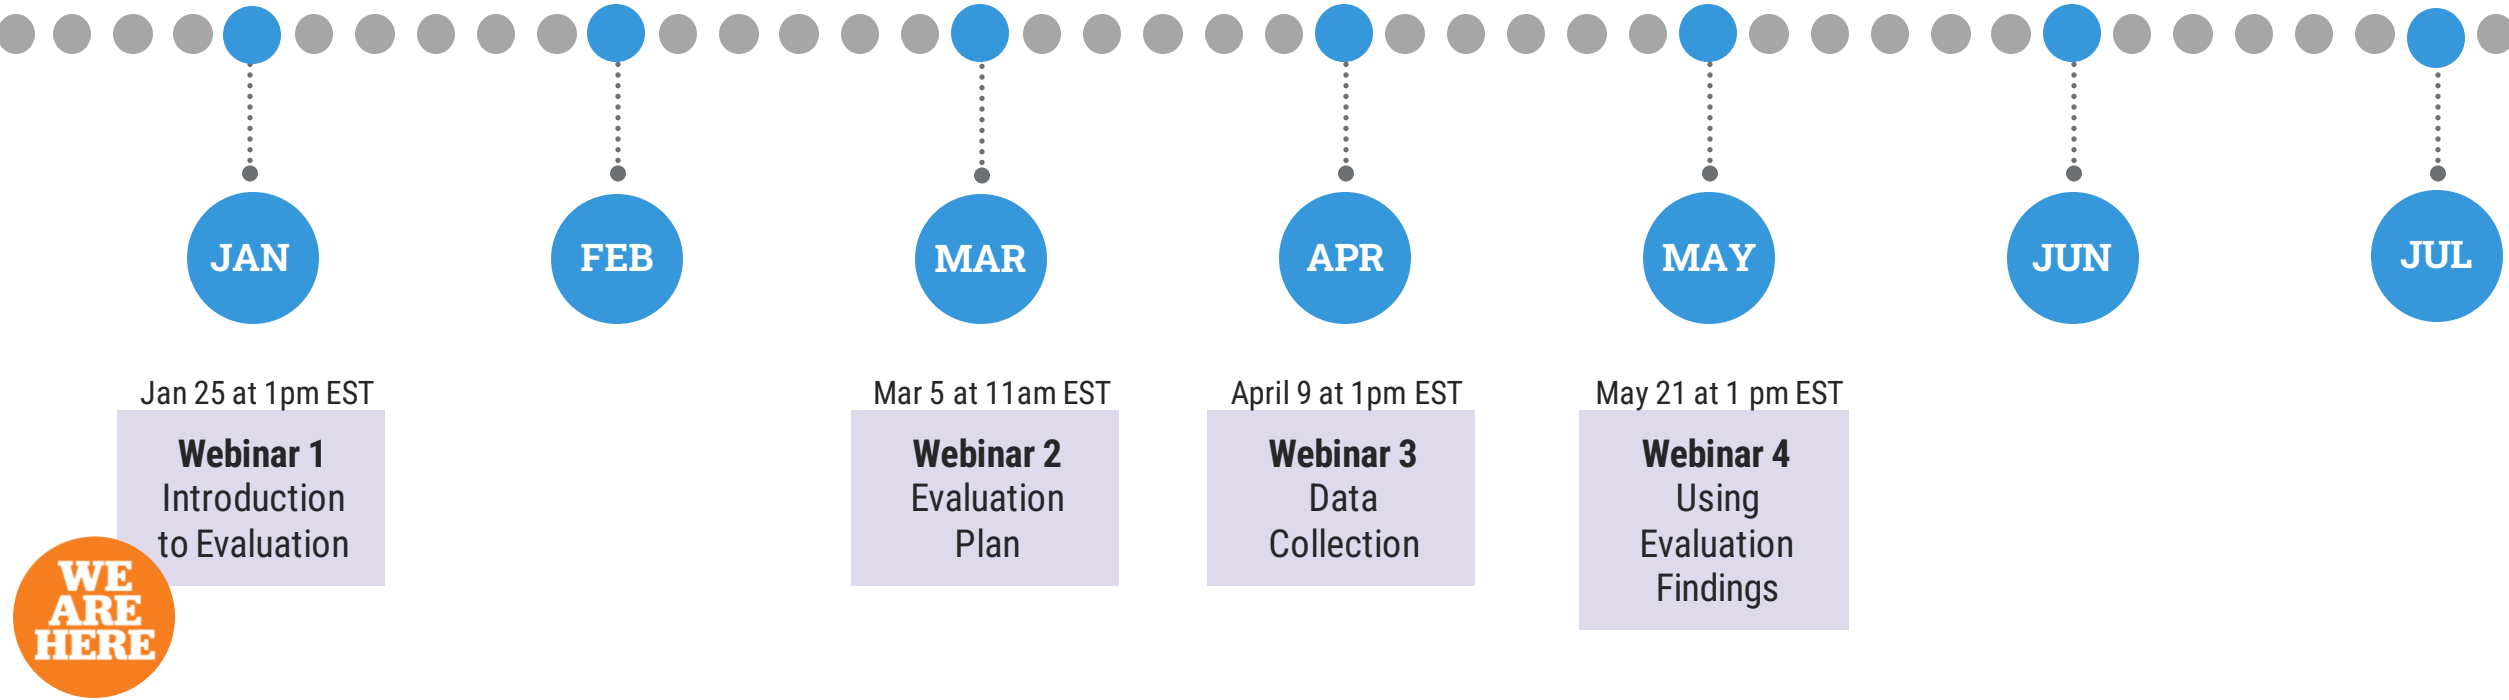 JAN
FEB
MAR
APR
MAY
JUN
JUL
Jan 25 at 1pm EST
Webinar 1
Introduction
to Evaluation
WE
ARE
HERE
Mar 5 at 11am EST
Webinar 2
Evaluation
Plan
April 9 at 1pm EST
Webinar 3
Data
Collection
May 21 at 1 pm EST
Webinar 4
Using
Evaluation
Findings